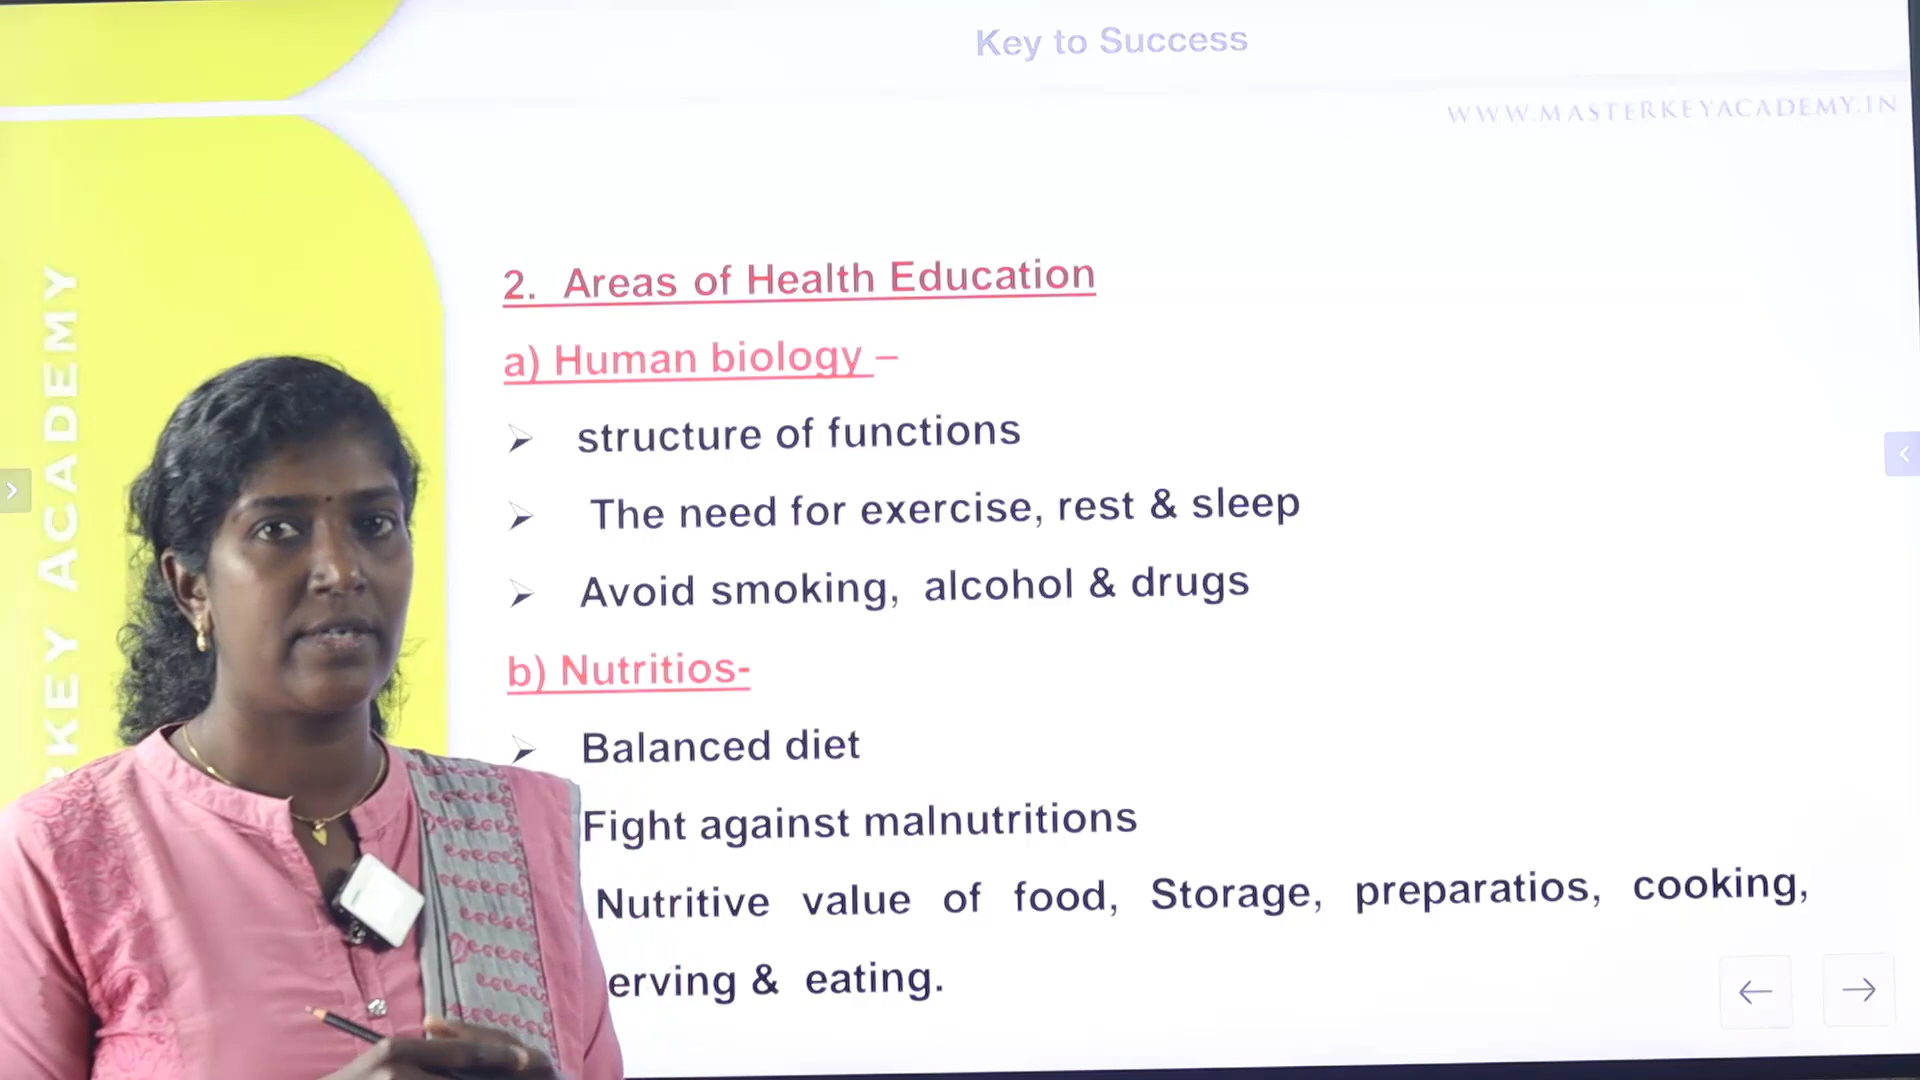 Key to Success
WWW.MASTERKEYACADEMY.IN
RKEY ACADEMY
2. Areas of Health Education
a) Human biology –
➢ structure of functions
➢ The need for exercise, rest & sleep
➢ Avoid smoking, alcohol & drugs
b) Nutritios-
➢ Balanced diet
Fight against malnutritions
Nutritive value of food, Storage, preparatios, cooking,
erving & eating.